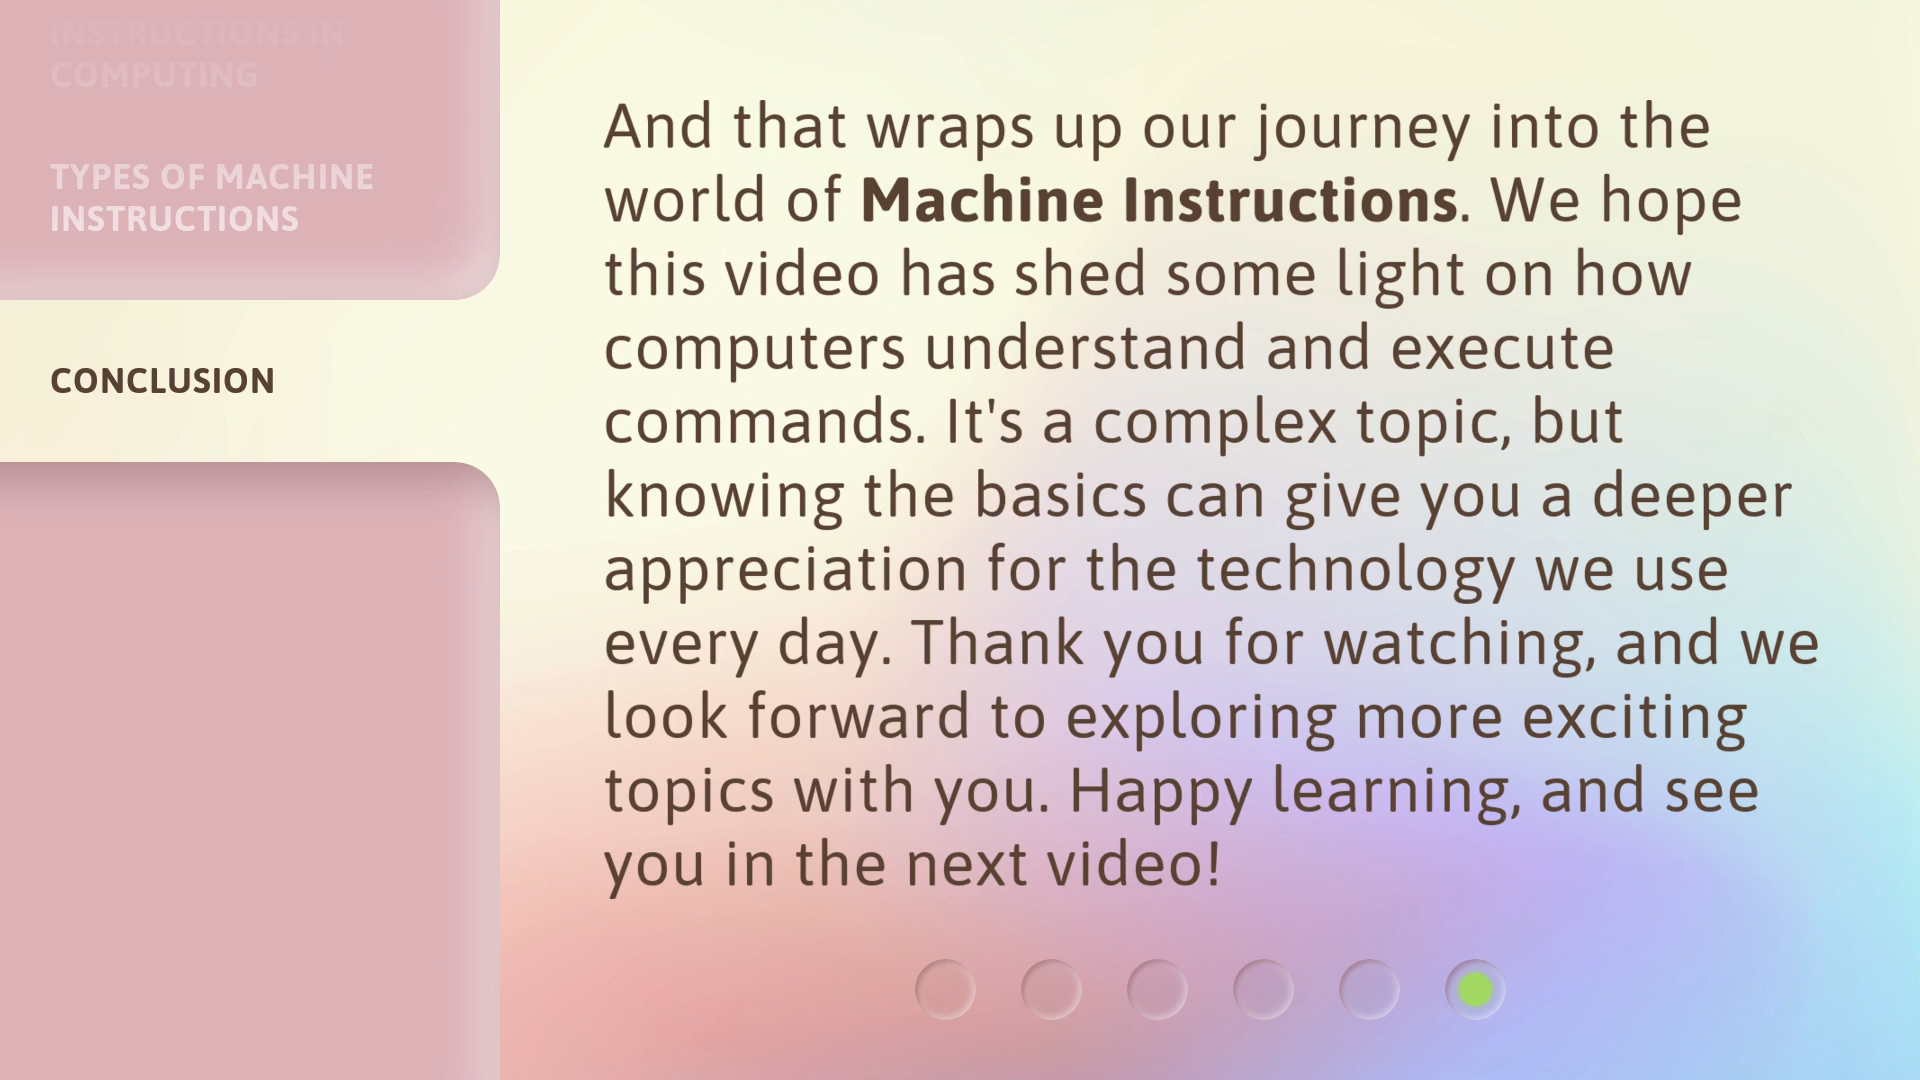 INSTRUCTIONS IN
COMPUTING
TYPES OF MACHINE
INSTRUCTIONS
CONCLUSION
And that wraps up our journey into the
world of Machine Instructions. We hope
this video has shed some light on how
computers understand and execute
commands. It's a complex topic, but
knowing the basics can give you a deeper
appreciation for the technology we use
every day. Thank you for watching, and we
look forward to exploring more exciting
topics with you. Happy learning, and see
you in the next video!